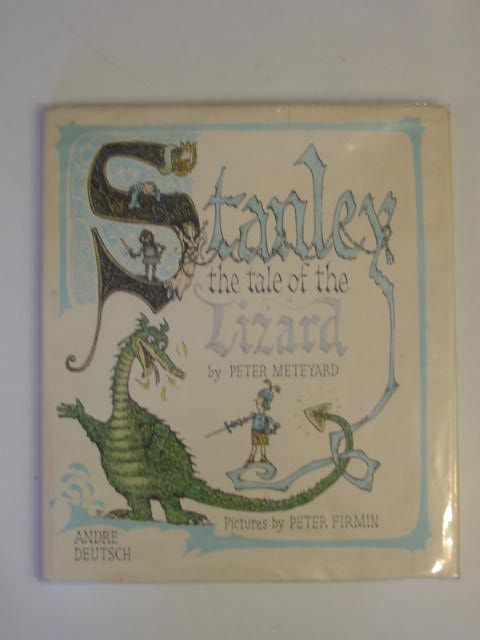 Stanley
the tale of the
Lizard
by PETER METEYARD
Pictures by PETER FIRMIN
ANDRE
DEUTSCH